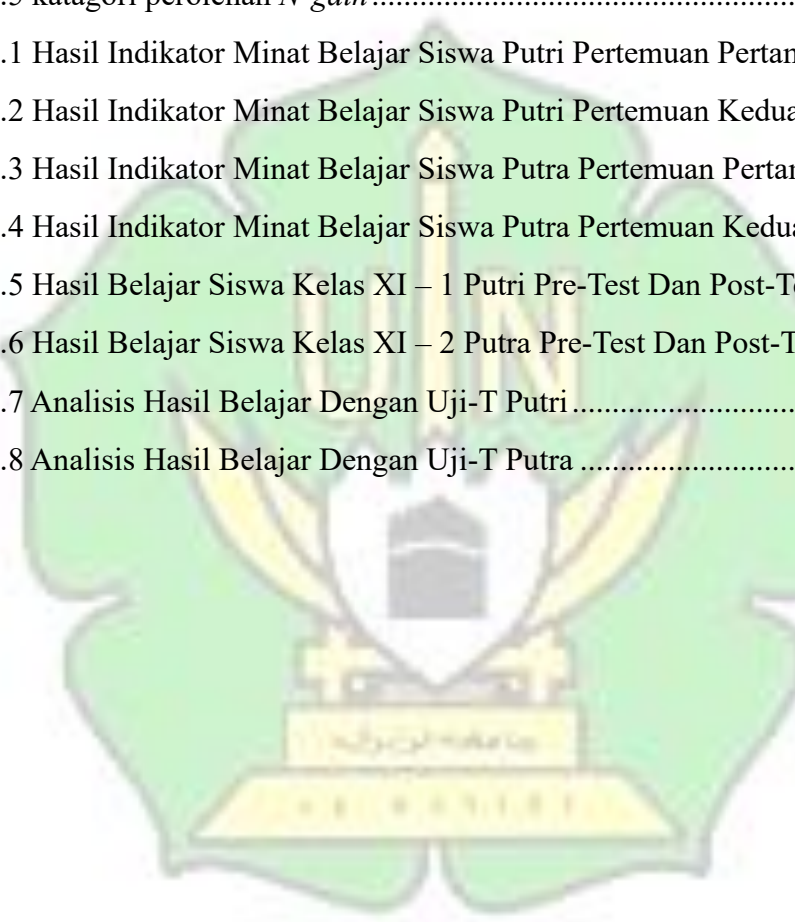 .5 katagori perolehan N-gain
.1 Hasil Indikator Minat Belajar Siswa Putri Pertemuan Pertam
.2 Hasil Indikator Minat Belajar Siswa Putri Pertemuan Kedua
.3 Hasil Indikator Minat Belajar Siswa Putra Pertemuan Pertam
.4 Hasil Indikator Minat Belajar Siswa Putra Pertemuan Kedua
.5 Hasil Belajar Siswa Kelas XI – 1 Putri Pre-Test Dan Post-Te
.6 Hasil Belajar Siswa Kelas XI – 2 Putra Pre-Test Dan Post-T
.7 Analisis Hasil Belajar Dengan Uji-T Putri..............................
.8 Analisis Hasil Belajar Dengan Uji-T Putra .............................
UIN